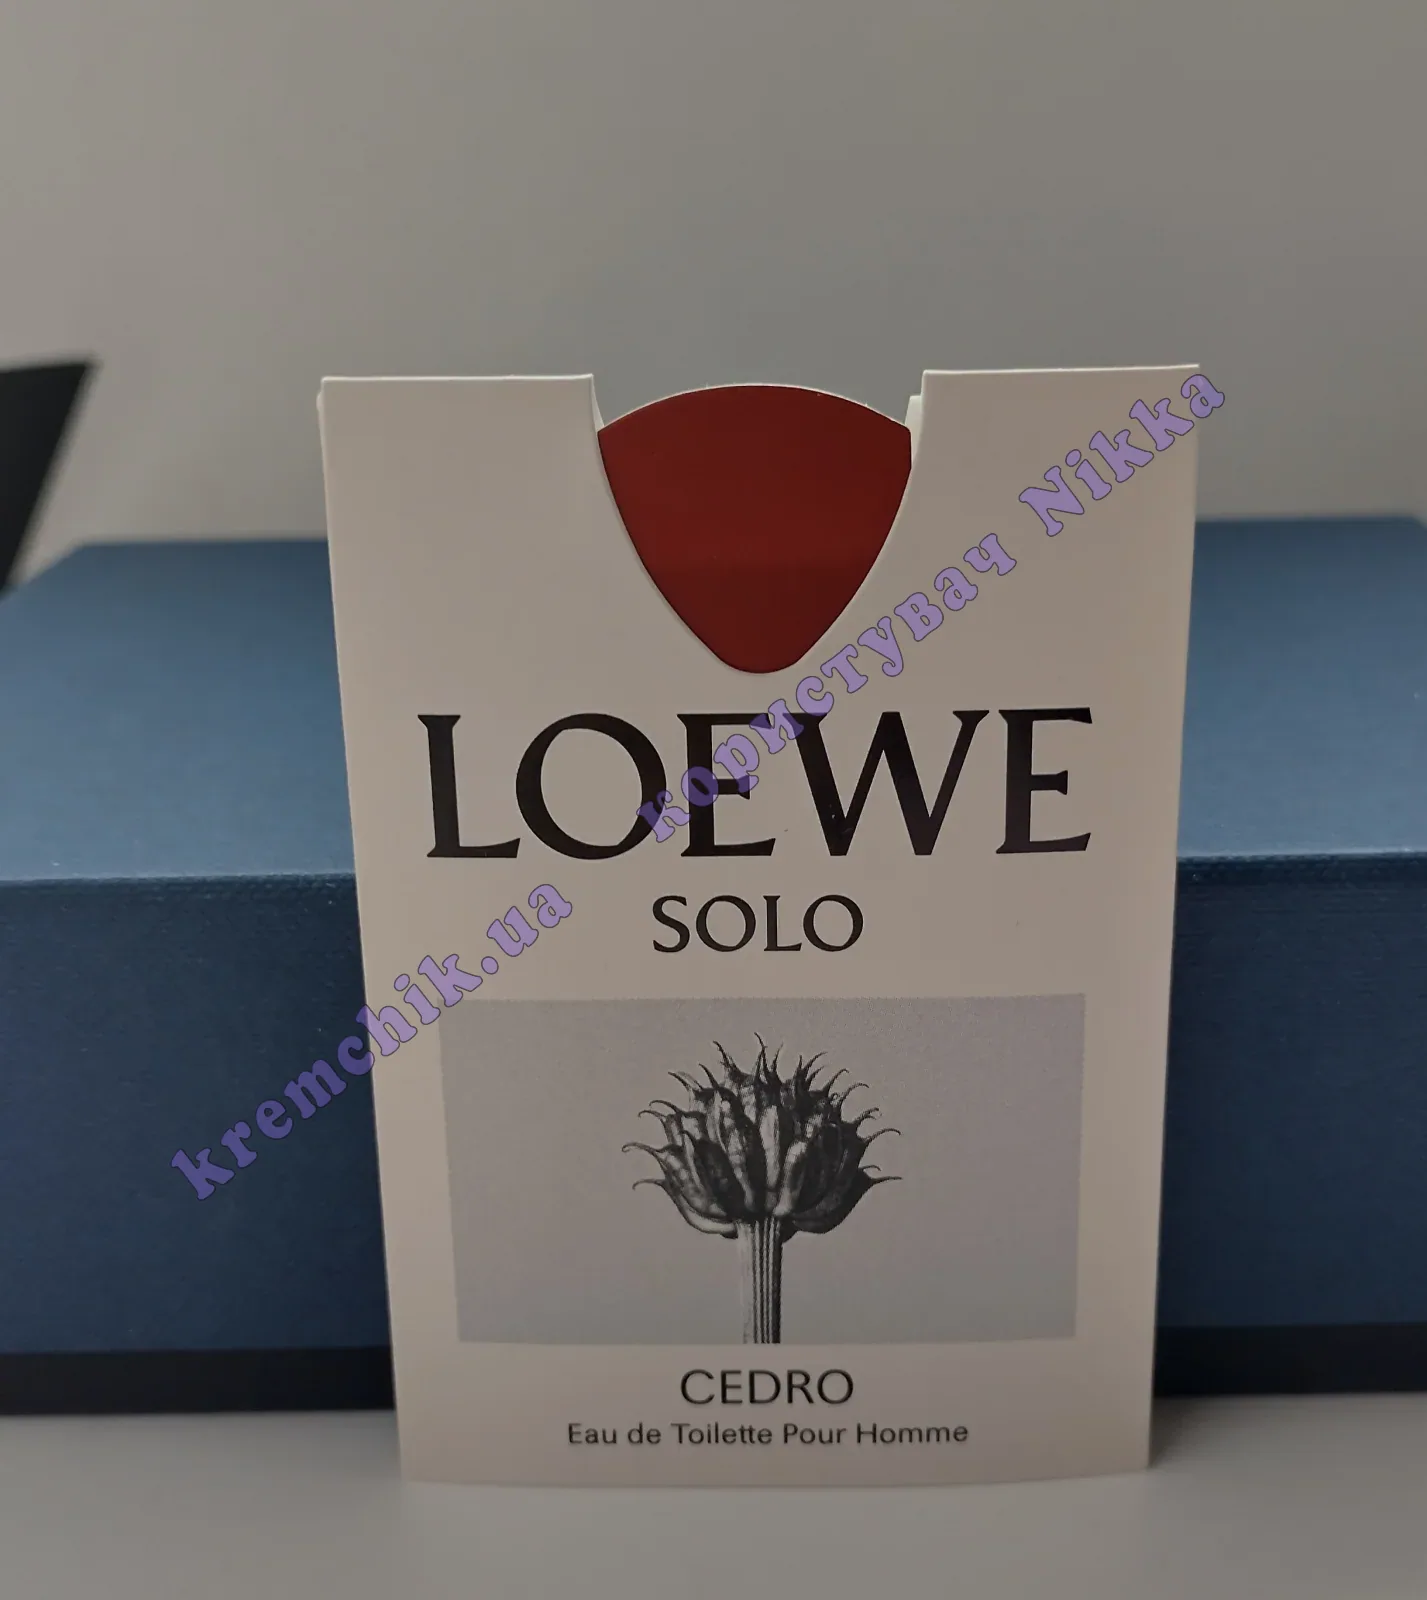 LOEWE
SOLO
CEDRO
Eau de Toilette Pour Homme
kremchik.ua користувач Nikka